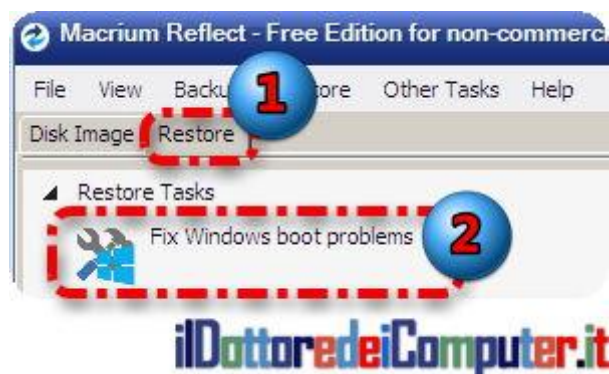 Macrium Reflect - Free Edition for non-commerc
File View Backu tore Other Tasks Help
1
Disk Image Restore
Restore Tasks
Fix Windows boot problems
2
ilDottoredeiComputer.it